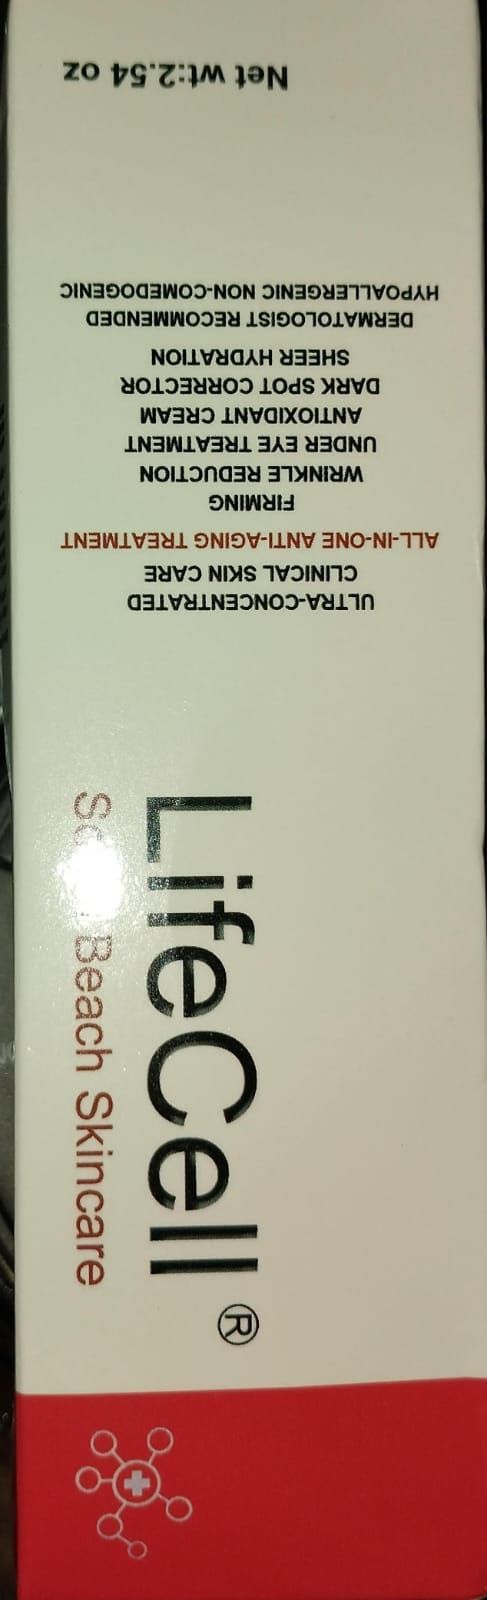 LifeCell®
Beach Skincare
ULTRA-CONCENTRATED
CLINICAL SKIN CARE
ALL-IN-ONE ANTI-AGING TREATMENT
FIRMING
WRINKLE REDUCTION
UNDER EYE TREATMENT
ANTIOXIDANT CREAM
DARK SPOT CORRECTOR
SHEER HYDRATION
DERMATOLOGIST RECOMMENDED
HYPOALLERGENIC NON-COMEDOGENIC
Net wt:2.54 oz